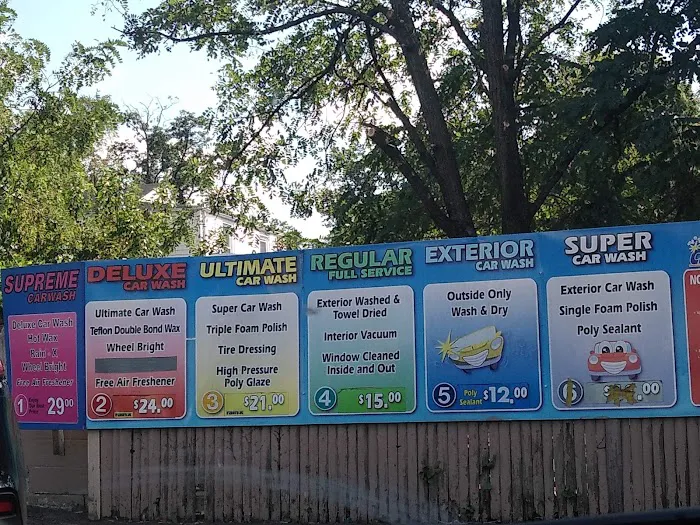 SUPREME
CARWASH
Deluxe Car Wash
Hot Wax
Rain - X
Wheel Bright
Free Air Freshener
1
29.00
DELUXE
CAR WASH
Ultimate Car Wash
Teflon Double Bond Wax
Wheel Bright
Free Air Freshener
2
$24.00
ULTIMATE
CAR WASH
Super Car Wash
Triple Foam Polish
Tire Dressing
High Pressure
Poly Glaze
3
$21.00
REGULAR
FULL SERVICE
Exterior Washed &
Towel Dried
Interior Vacuum
Window Cleaned
Inside and Out
4
$15.00
EXTERIOR
CAR WASH
Outside Only
Wash & Dry
5
Poly
Sealant
$12.00
SUPER
CAR WASH
Exterior Car Wash
Single Foam Polish
Poly Sealant
6
.00
NO